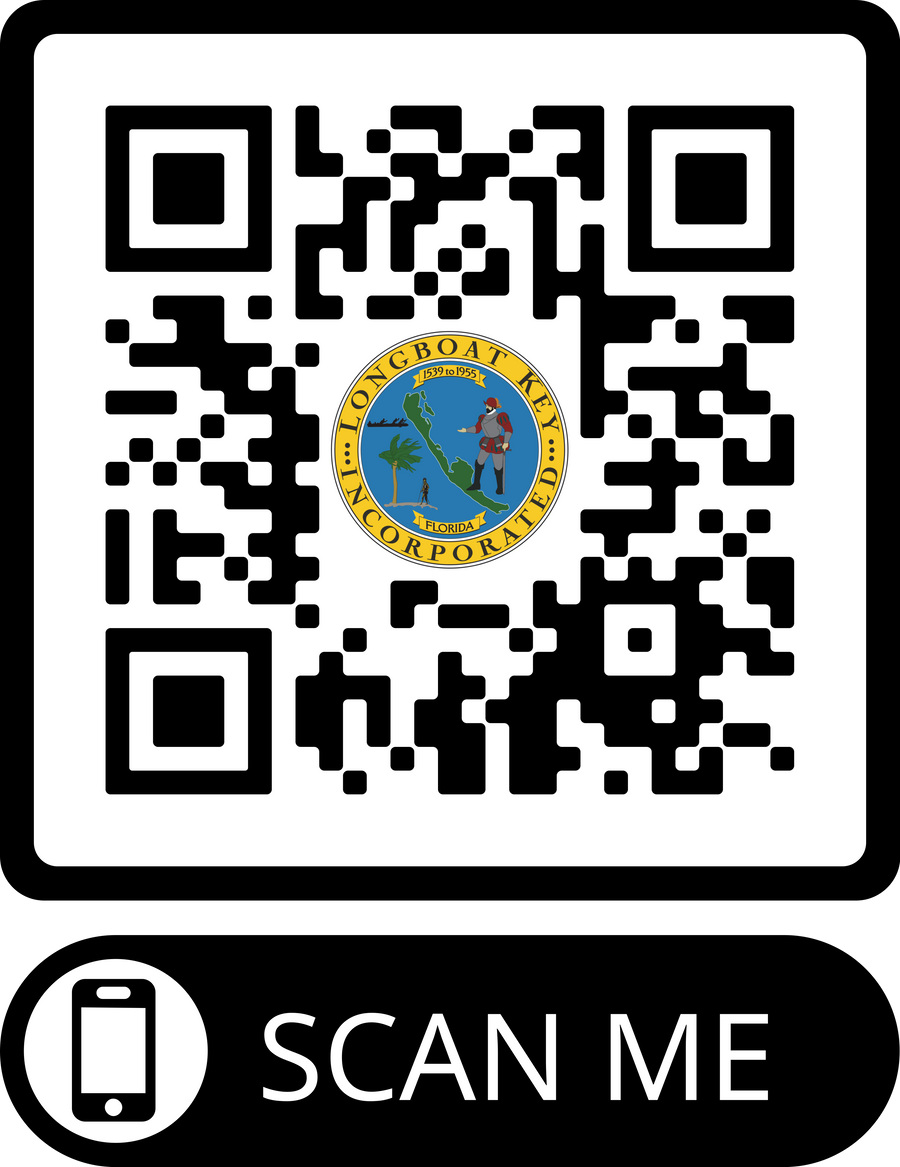 LONGBOAT KEY
1539 to 1955
FLORIDA
INCORPORATED
SCAN ME